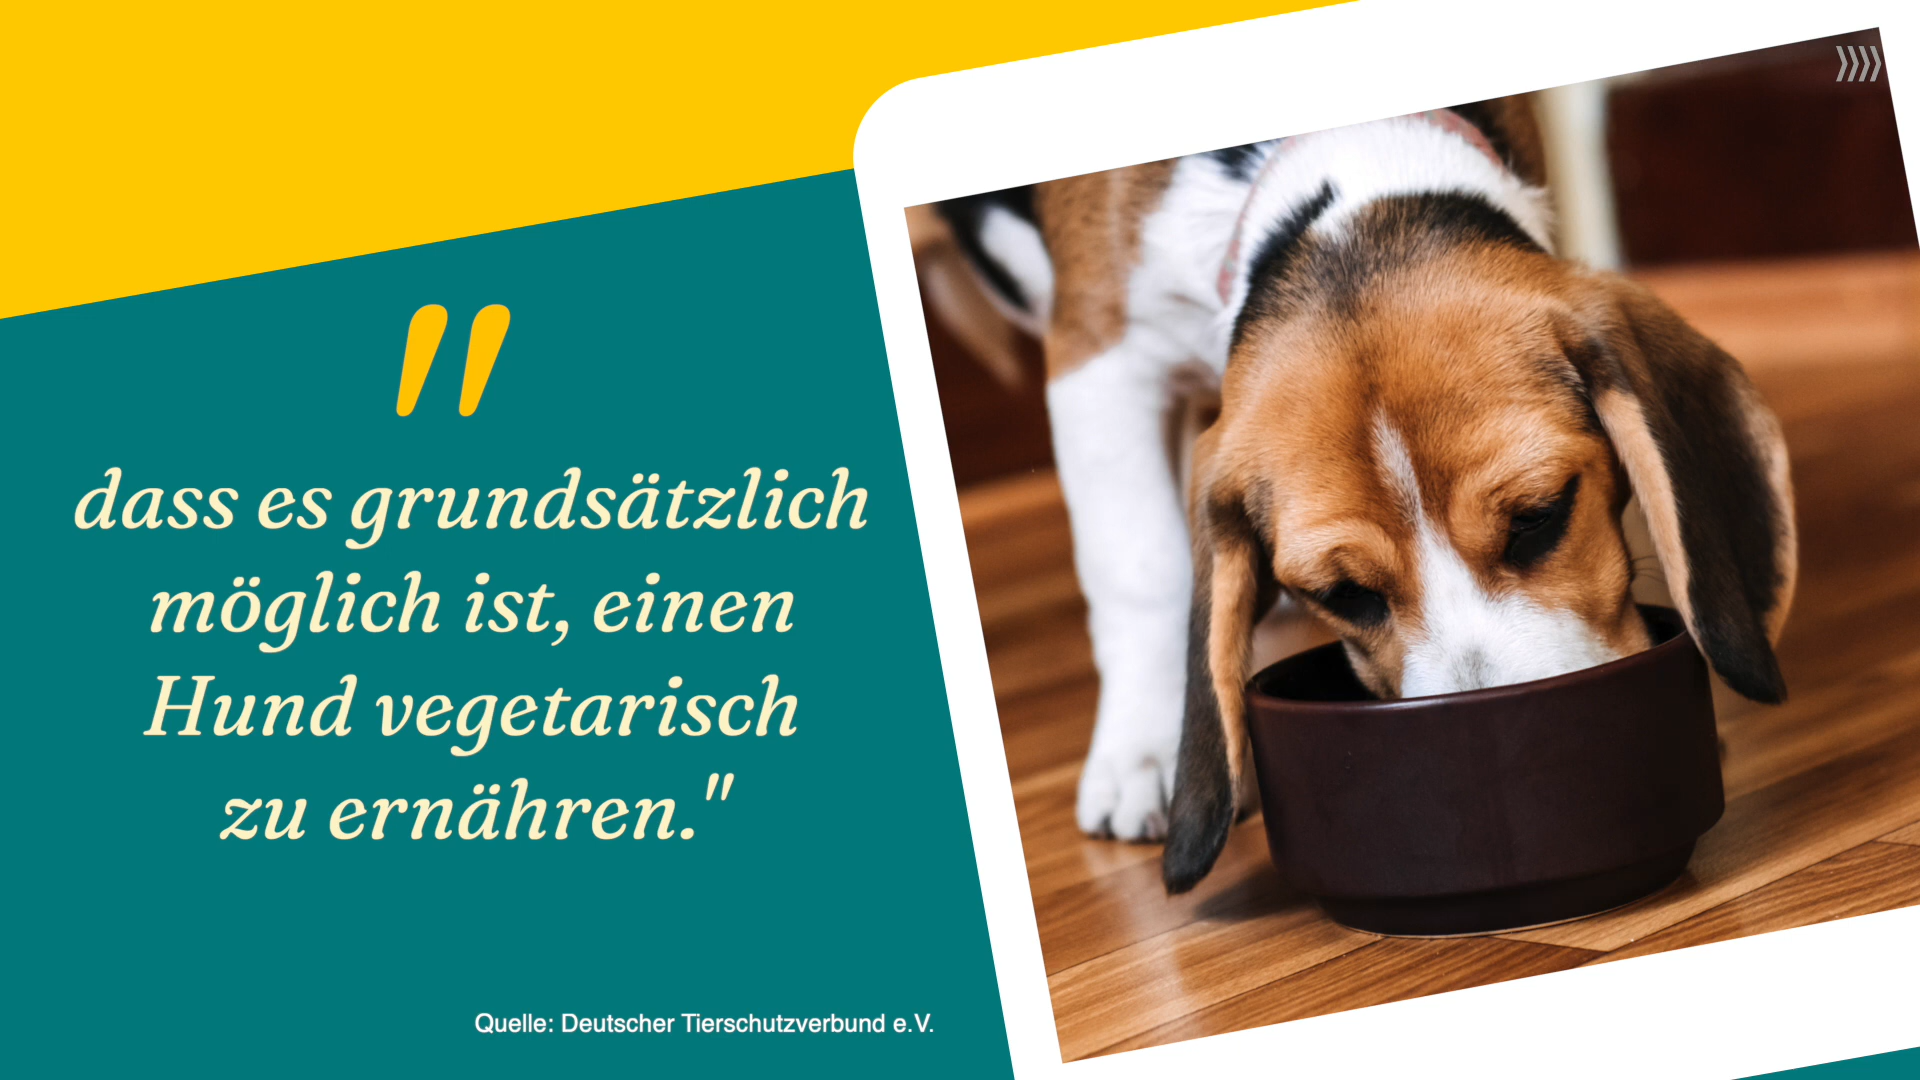 "
dass es grundsätzlich
möglich ist, einen
Hund vegetarisch
zu ernähren."
Quelle: Deutscher Tierschutzverbund e.V.